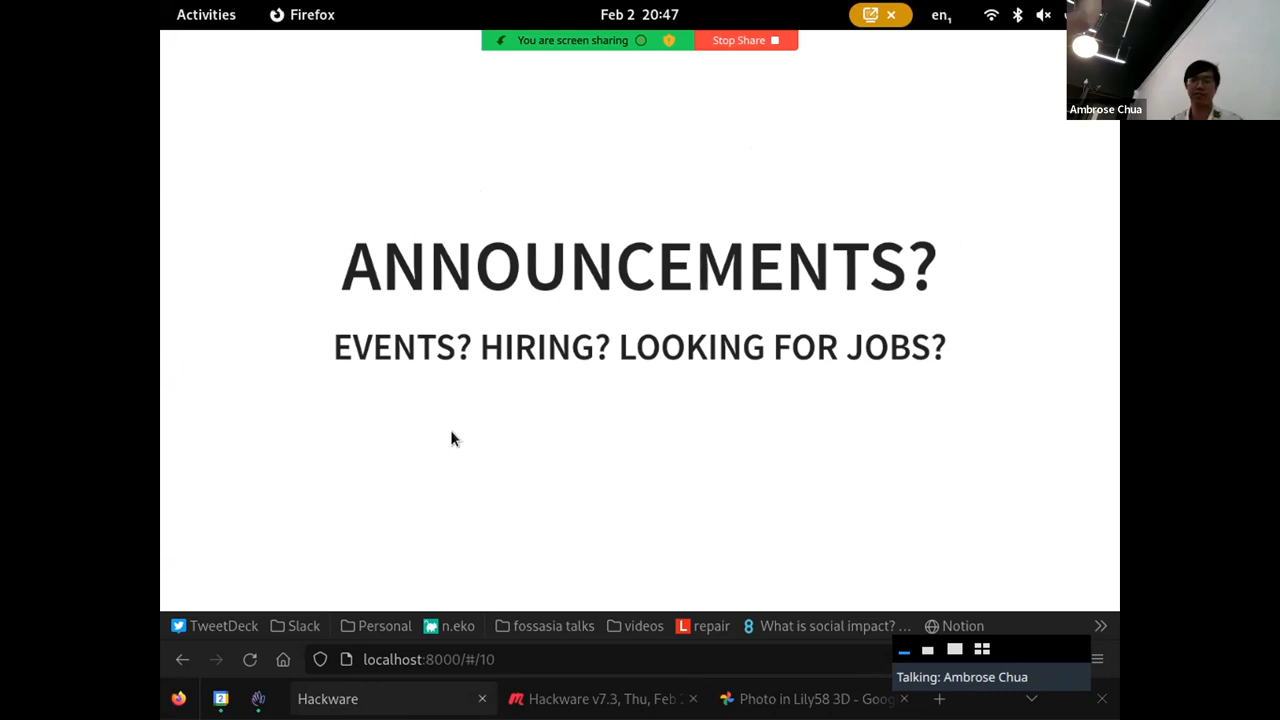 Activities Firefox Feb 2 20:47 en₁
You are screen sharing Stop Share
Ambrose Chua
ANNOUNCEMENTS?
EVENTS? HIRING? LOOKING FOR JOBS?
TweetDeck Slack Personal n.eko fossasia talks videos repair What is social impact? ... Notion
localhost:8000/#/10
Talking: Ambrose Chua
Hackware Hackware v7.3, Thu, Feb Photo in Lily58 3D - Goog